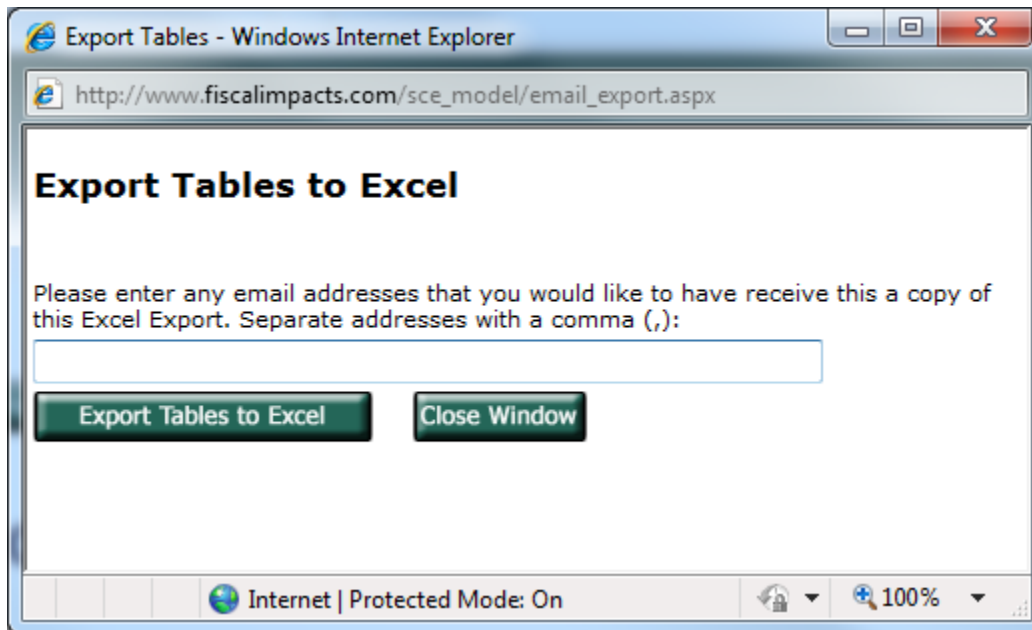 Export Tables - Windows Internet Explorer
http://www.fiscalimpacts.com/sce_model/email_export.aspx
Export Tables to Excel
Please enter any email addresses that you would like to have receive this a copy of
this Excel Export. Separate addresses with a comma (,):
Export Tables to Excel Close Window
Internet | Protected Mode: On 100%